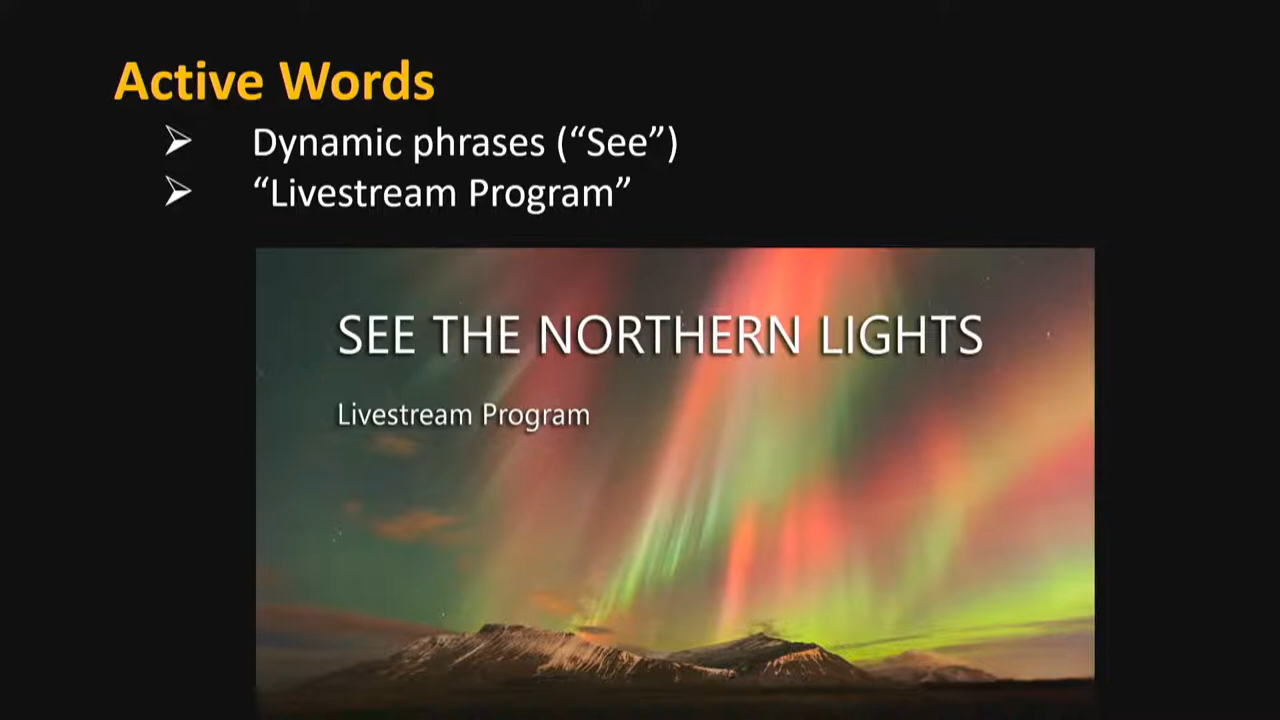 Active Words
Dynamic phrases (“See”)
“Livestream Program”
SEE THE NORTHERN LIGHTS
Livestream Program